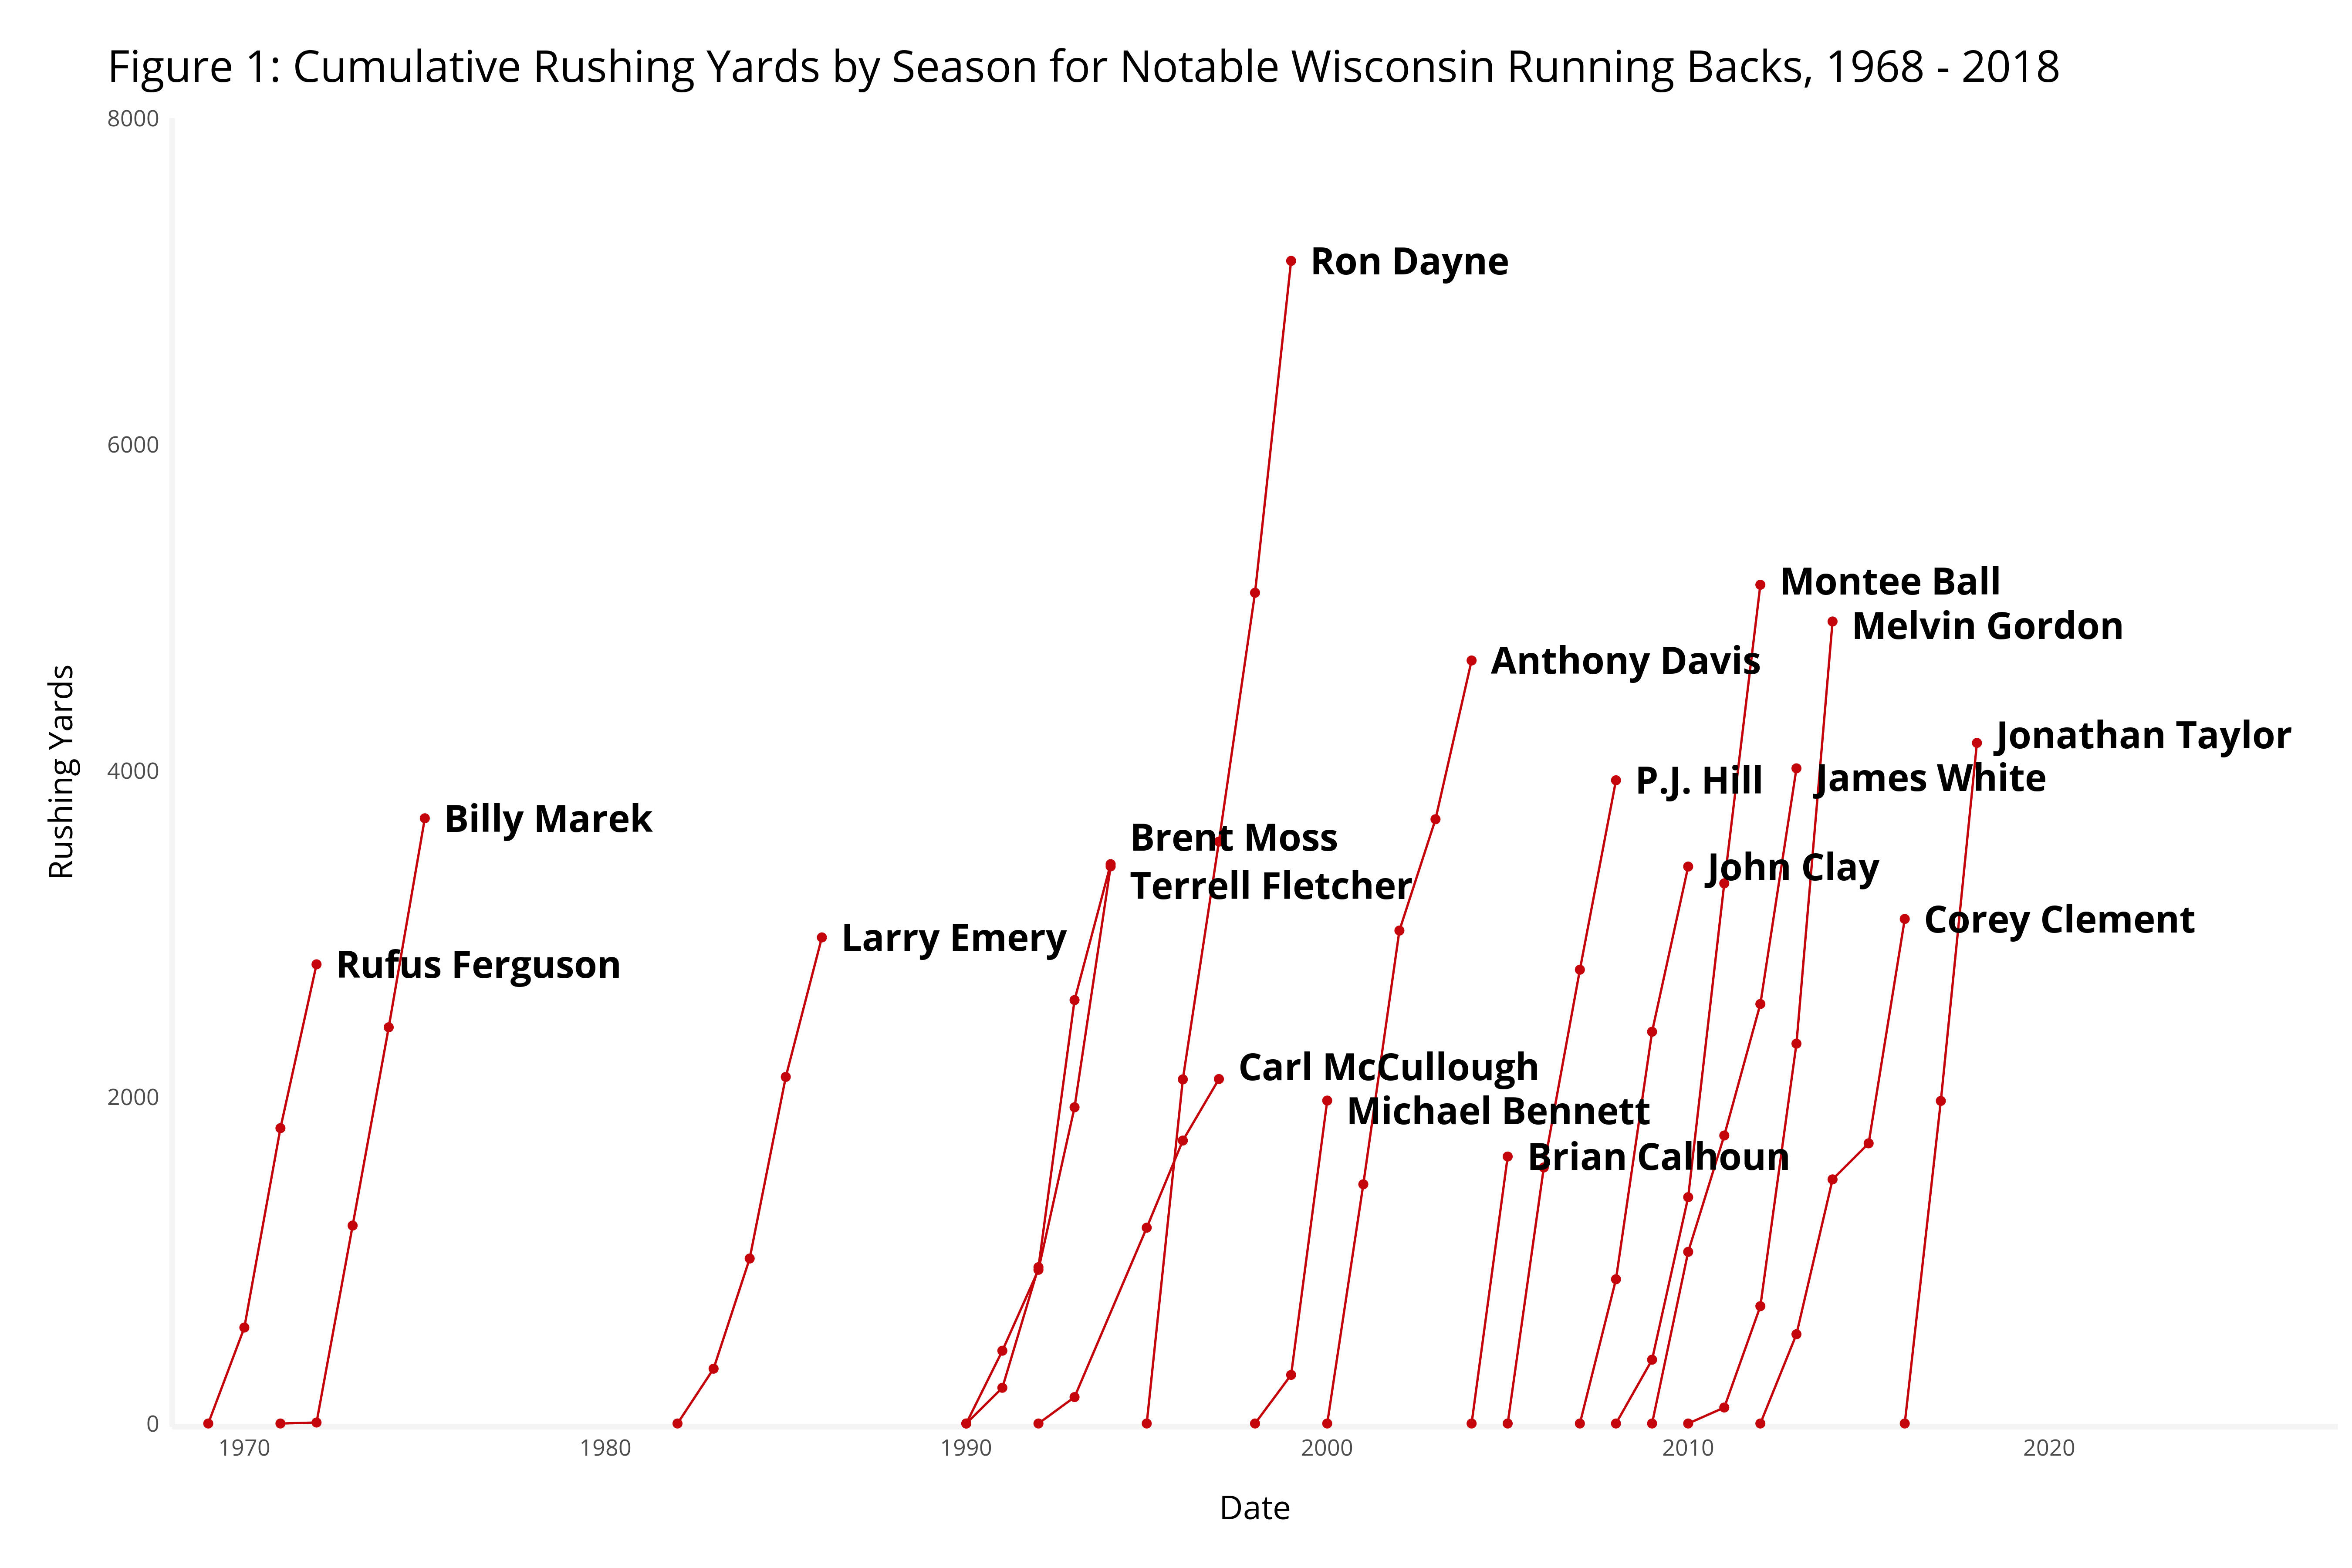 Figure 1: Cumulative Rushing Yards by Season for Notable Wisconsin Running Backs, 1968 - 2018
8000
Ron Dayne
6000
Montee Ball
Melvin Gordon
Anthony Davis
Jonathan Taylor
4000
James White
P.J. Hill
Rushing Yards
Billy Marek
Brent Moss
John Clay
Terrell Fletcher
Corey Clement
Larry Emery
Rufus Ferguson
Carl McCullough
2000
Michael Bennett
Brian Calhoun
0
1970
1980
1990
2000
2010
2020
Date